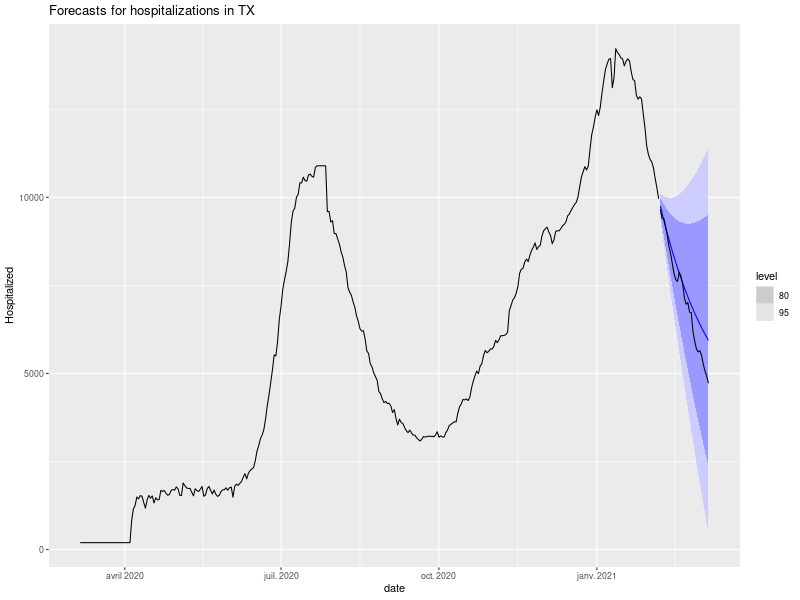 Forecasts for hospitalizations in TX
Hospitalized
10000
5000
0
avril 2020
juil. 2020
oct. 2020
janv. 2021
date
level
80
95